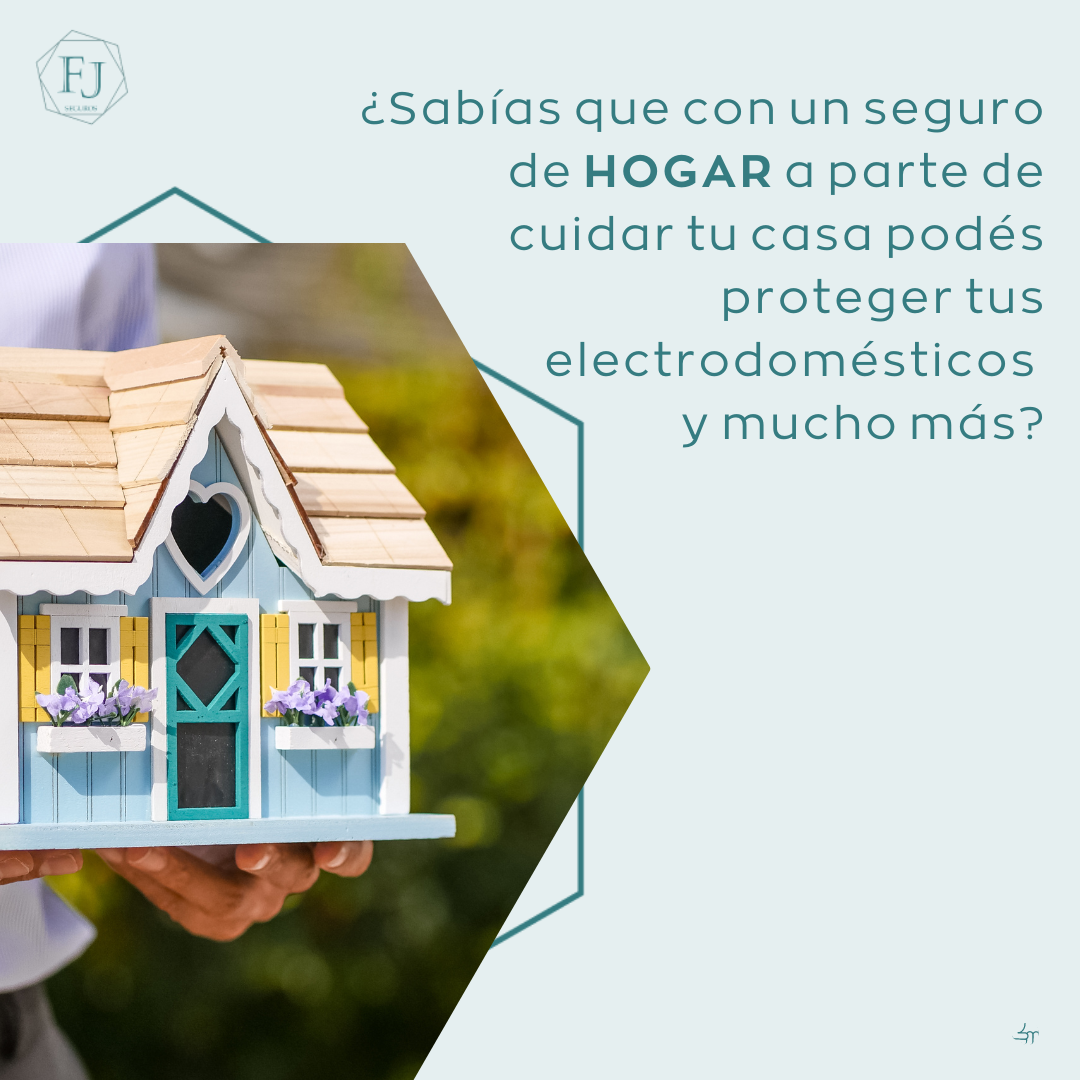 FJ
SEGUROS
¿Sabías que con un seguro
de HOGAR a parte de
cuidar tu casa podés
proteger tus
electrodomésticos
y mucho más?